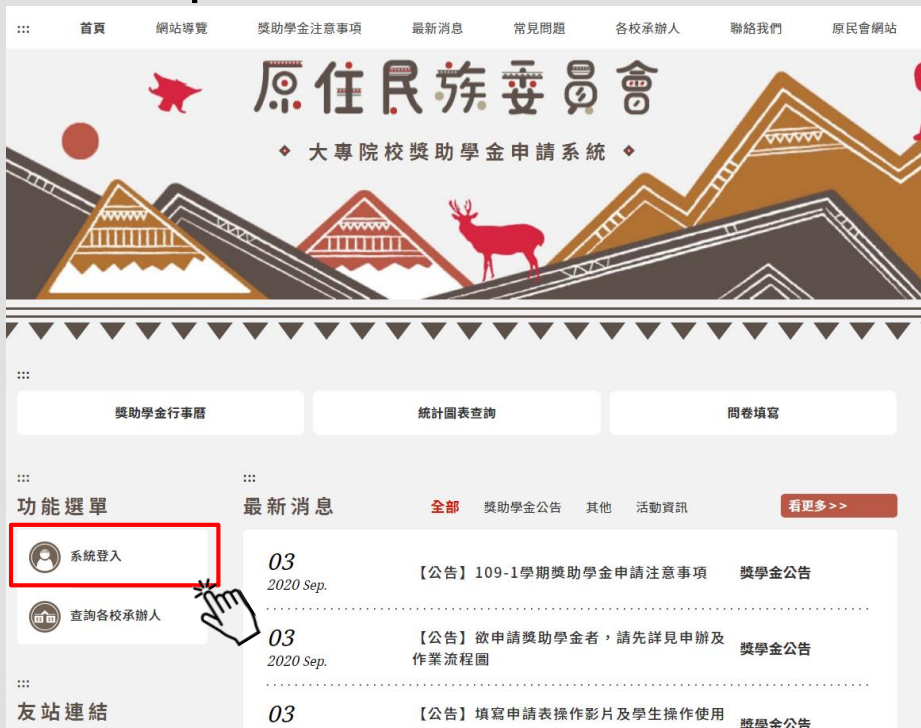 :::
首頁
網站導覽
獎助學金注意事項
最新消息
常見問題
各校承辦人
聯絡我們
原民會網站
原住民族委員會
大專院校獎助學金申請系統
:::
獎助學金行事曆
統計圖表查詢
問卷填寫
:::
功能選單
系統登入
查詢各校承辦人
:::
友站連結
:::
最新消息
全部
獎助學金公告
其他
活動資訊
看更多>>
03
2020 Sep.
【公告】109-1學期獎助學金申請注意事項
獎學金公告
03
2020 Sep.
【公告】欲申請獎助學金者，請先詳見申辦及
作業流程圖
獎學金公告
03
【公告】填寫申請表操作影片及學生操作使用
獎學金公告